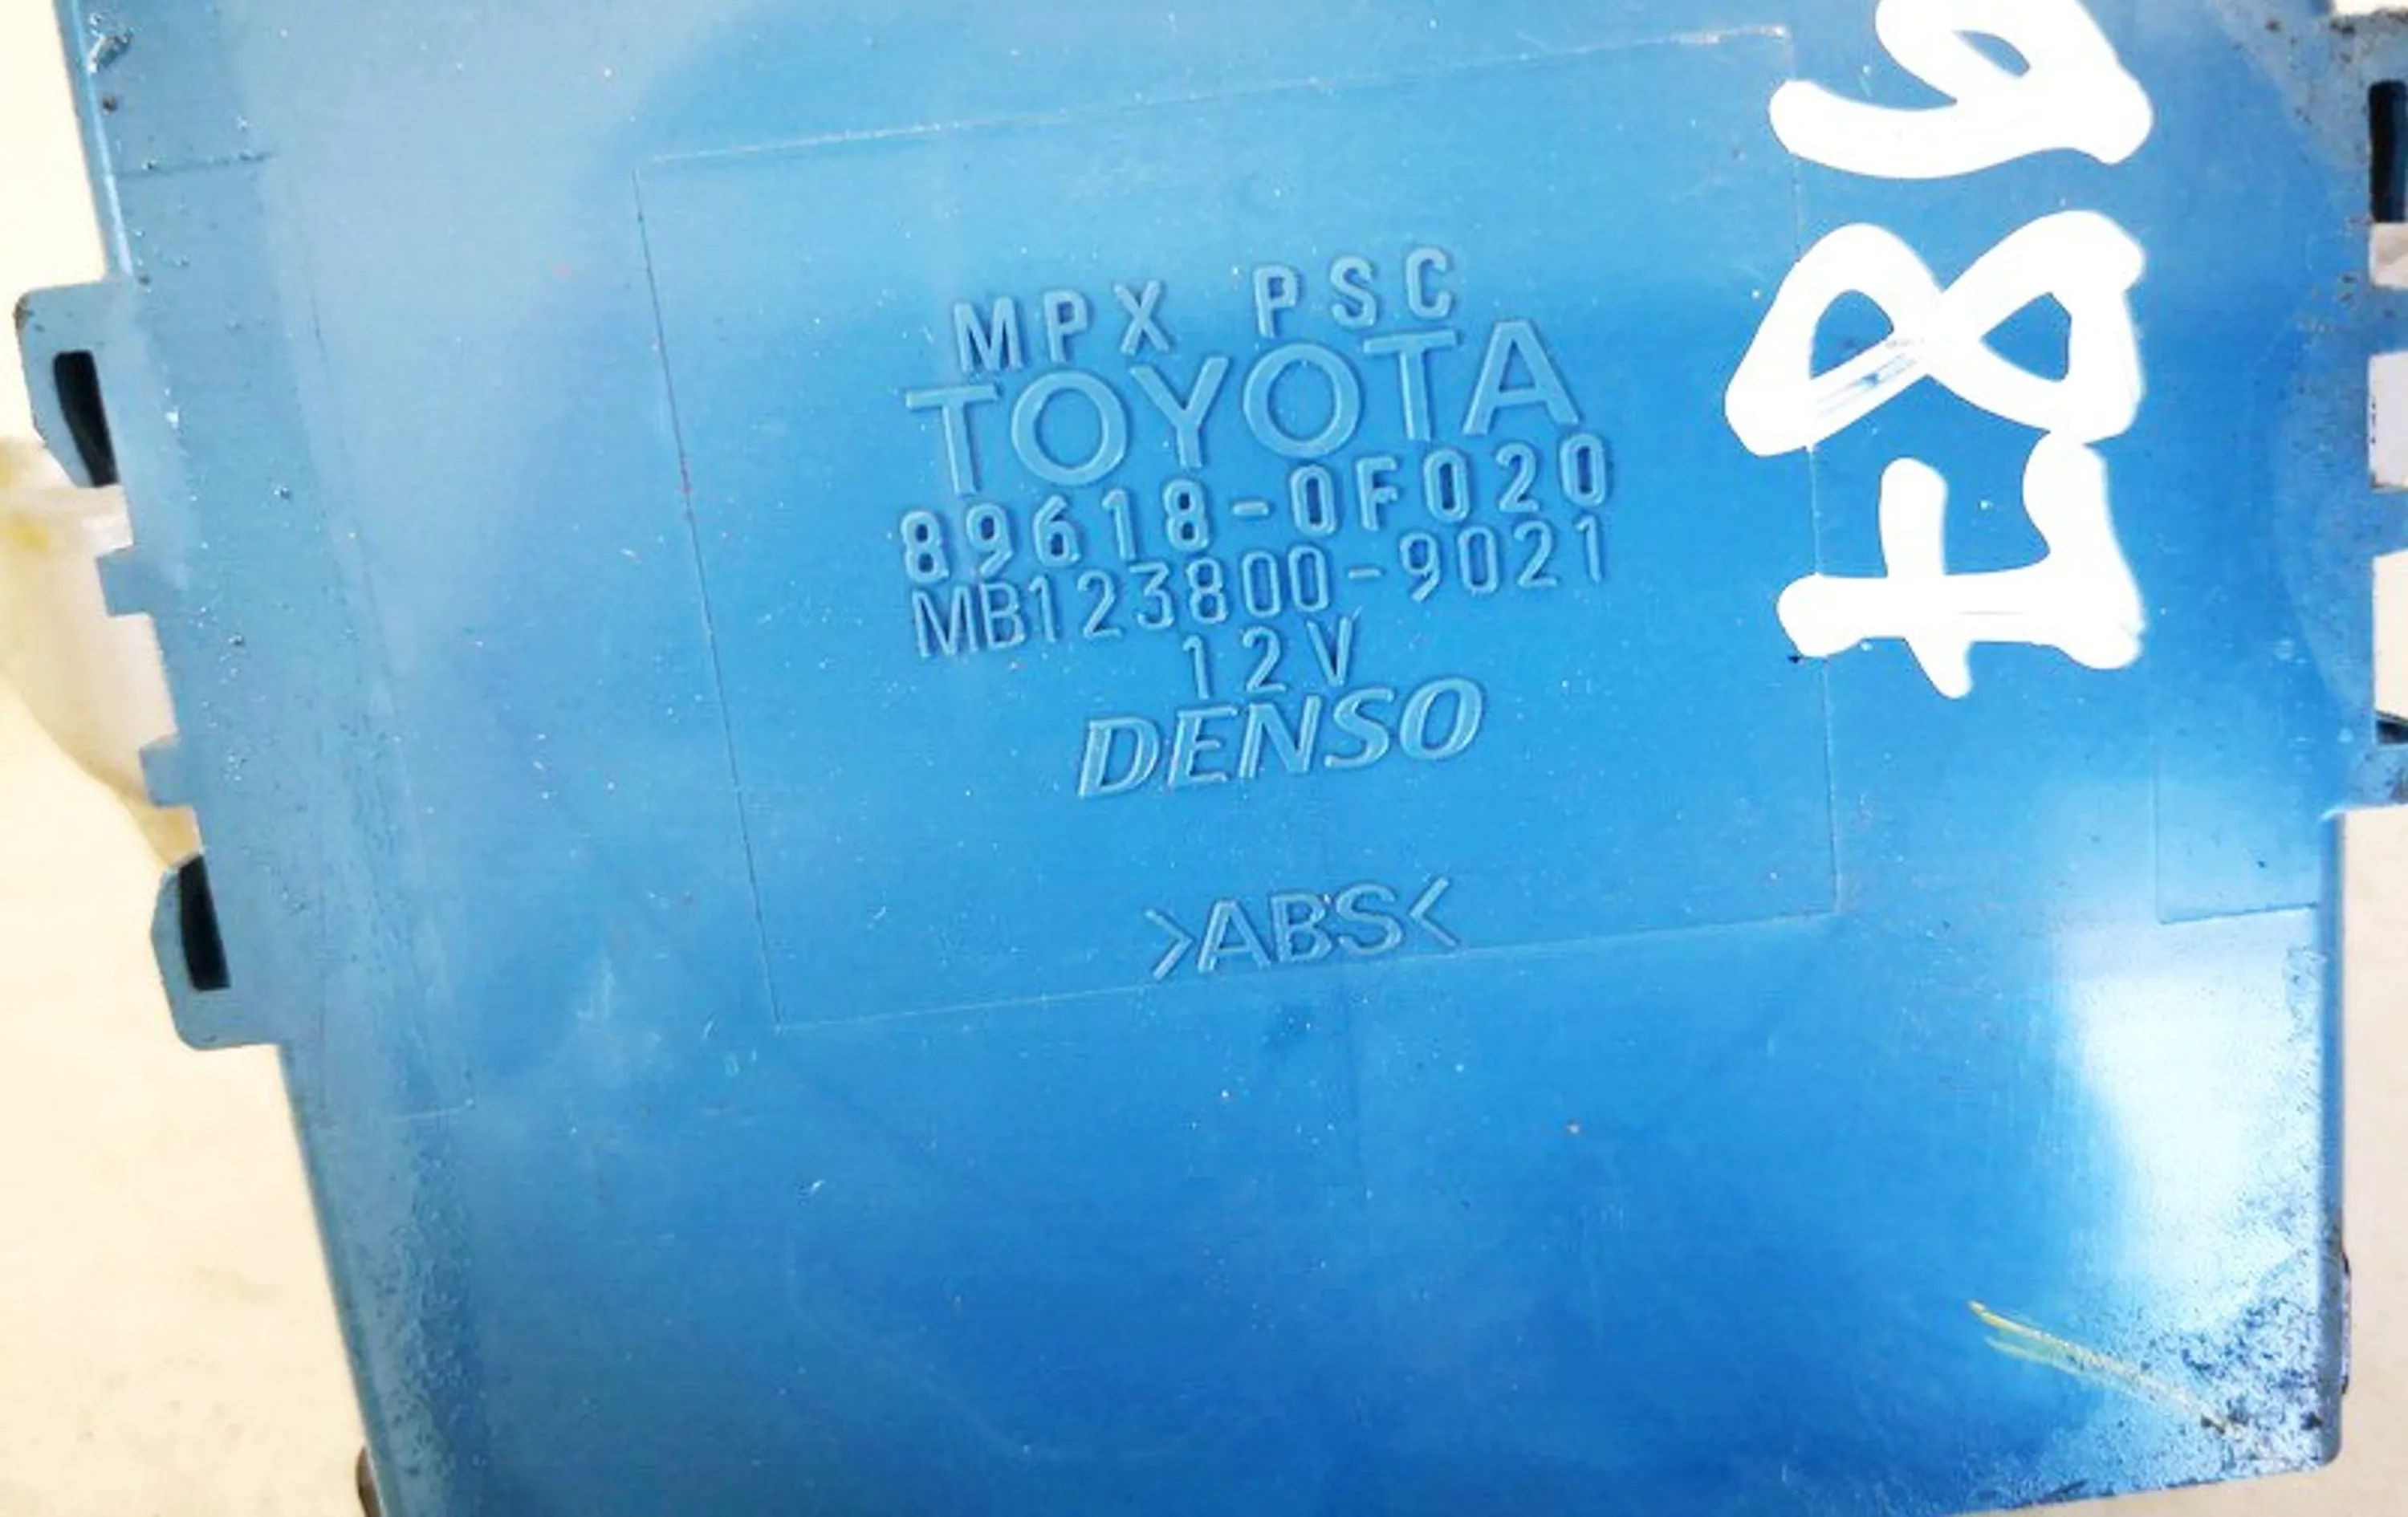 MPX PSC
TOYOTA
89618-0F020
MB123800-9021
12V
DENSO
>ABS<